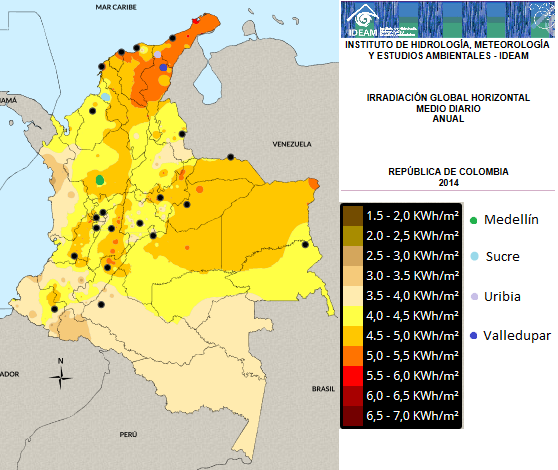 MAR CARIBE
PANAMÁ
VENEZUELA
ADOR
BRASIL
PERÚ
N
IDEAM
INSTITUTO DE HIDROLOGÍA, METEOROLOGÍA
Y ESTUDIOS AMBIENTALES - IDEAM
IRRADIACIÓN GLOBAL HORIZONTAL
MEDIO DIARIO
ANUAL
REPÚBLICA DE COLOMBIA
2014
1.5 - 2,0 KWh/m²
2.0 - 2,5 KWh/m²
2.5 - 3,0 KWh/m²
3.0 - 3.5 KWh/m²
3.5 - 4,0 KWh/m²
4,0 - 4,5 KWh/m²
4.5 - 5,0 KWh/m²
5,0 - 5,5 KWh/m²
5.5 - 6,0 KWh/m²
6,0 - 6,5 KWh/m²
6,5 - 7,0 KWh/m²
Medellín
Sucre
Uribia
Valledupar